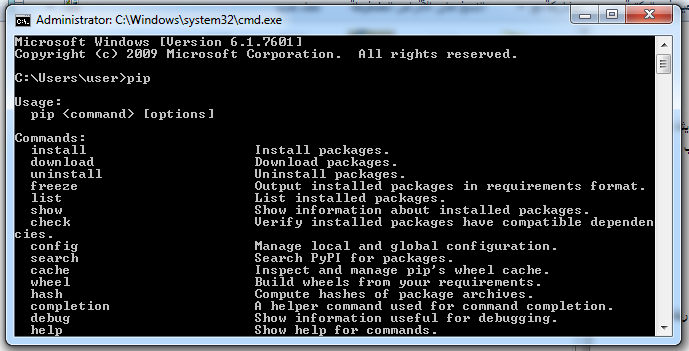 Administrator: C:\Windows\system32\cmd.exe
Microsoft Windows [Version 6.1.7601]
Copyright (c) 2009 Microsoft Corporation.  All rights reserved.
C:\Users\user>pip
Usage:
  pip <command> [options]
Commands:
  install                     Install packages.
  download                    Download packages.
  uninstall                   Uninstall packages.
  freeze                      Output installed packages in requirements format.
  list                        List installed packages.
  show                        Show information about installed packages.
  check                       Verify installed packages have compatible dependen
cies.
  config                      Manage local and global configuration.
  search                      Search PyPI for packages.
  cache                       Inspect and manage pip's wheel cache.
  wheel                       Build wheels from your requirements.
  hash                        Compute hashes of package archives.
  completion                  A helper command used for command completion.
  debug                       Show information useful for debugging.
  help                        Show help for commands.